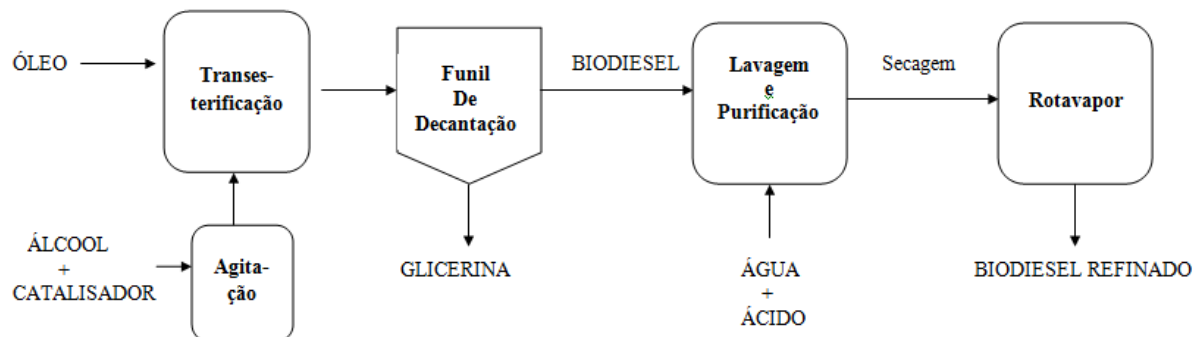 ÓLEO
Transes-
terificação
Funil
De
Decantação
BIODIESEL
Lavagem
e
Purificação
Secagem
Rotavapor
ÁLCOOL
+
CATALISADOR
Agita-
ção
GLICERINA
ÁGUA
+
ÁCIDO
BIODIESEL REFINADO